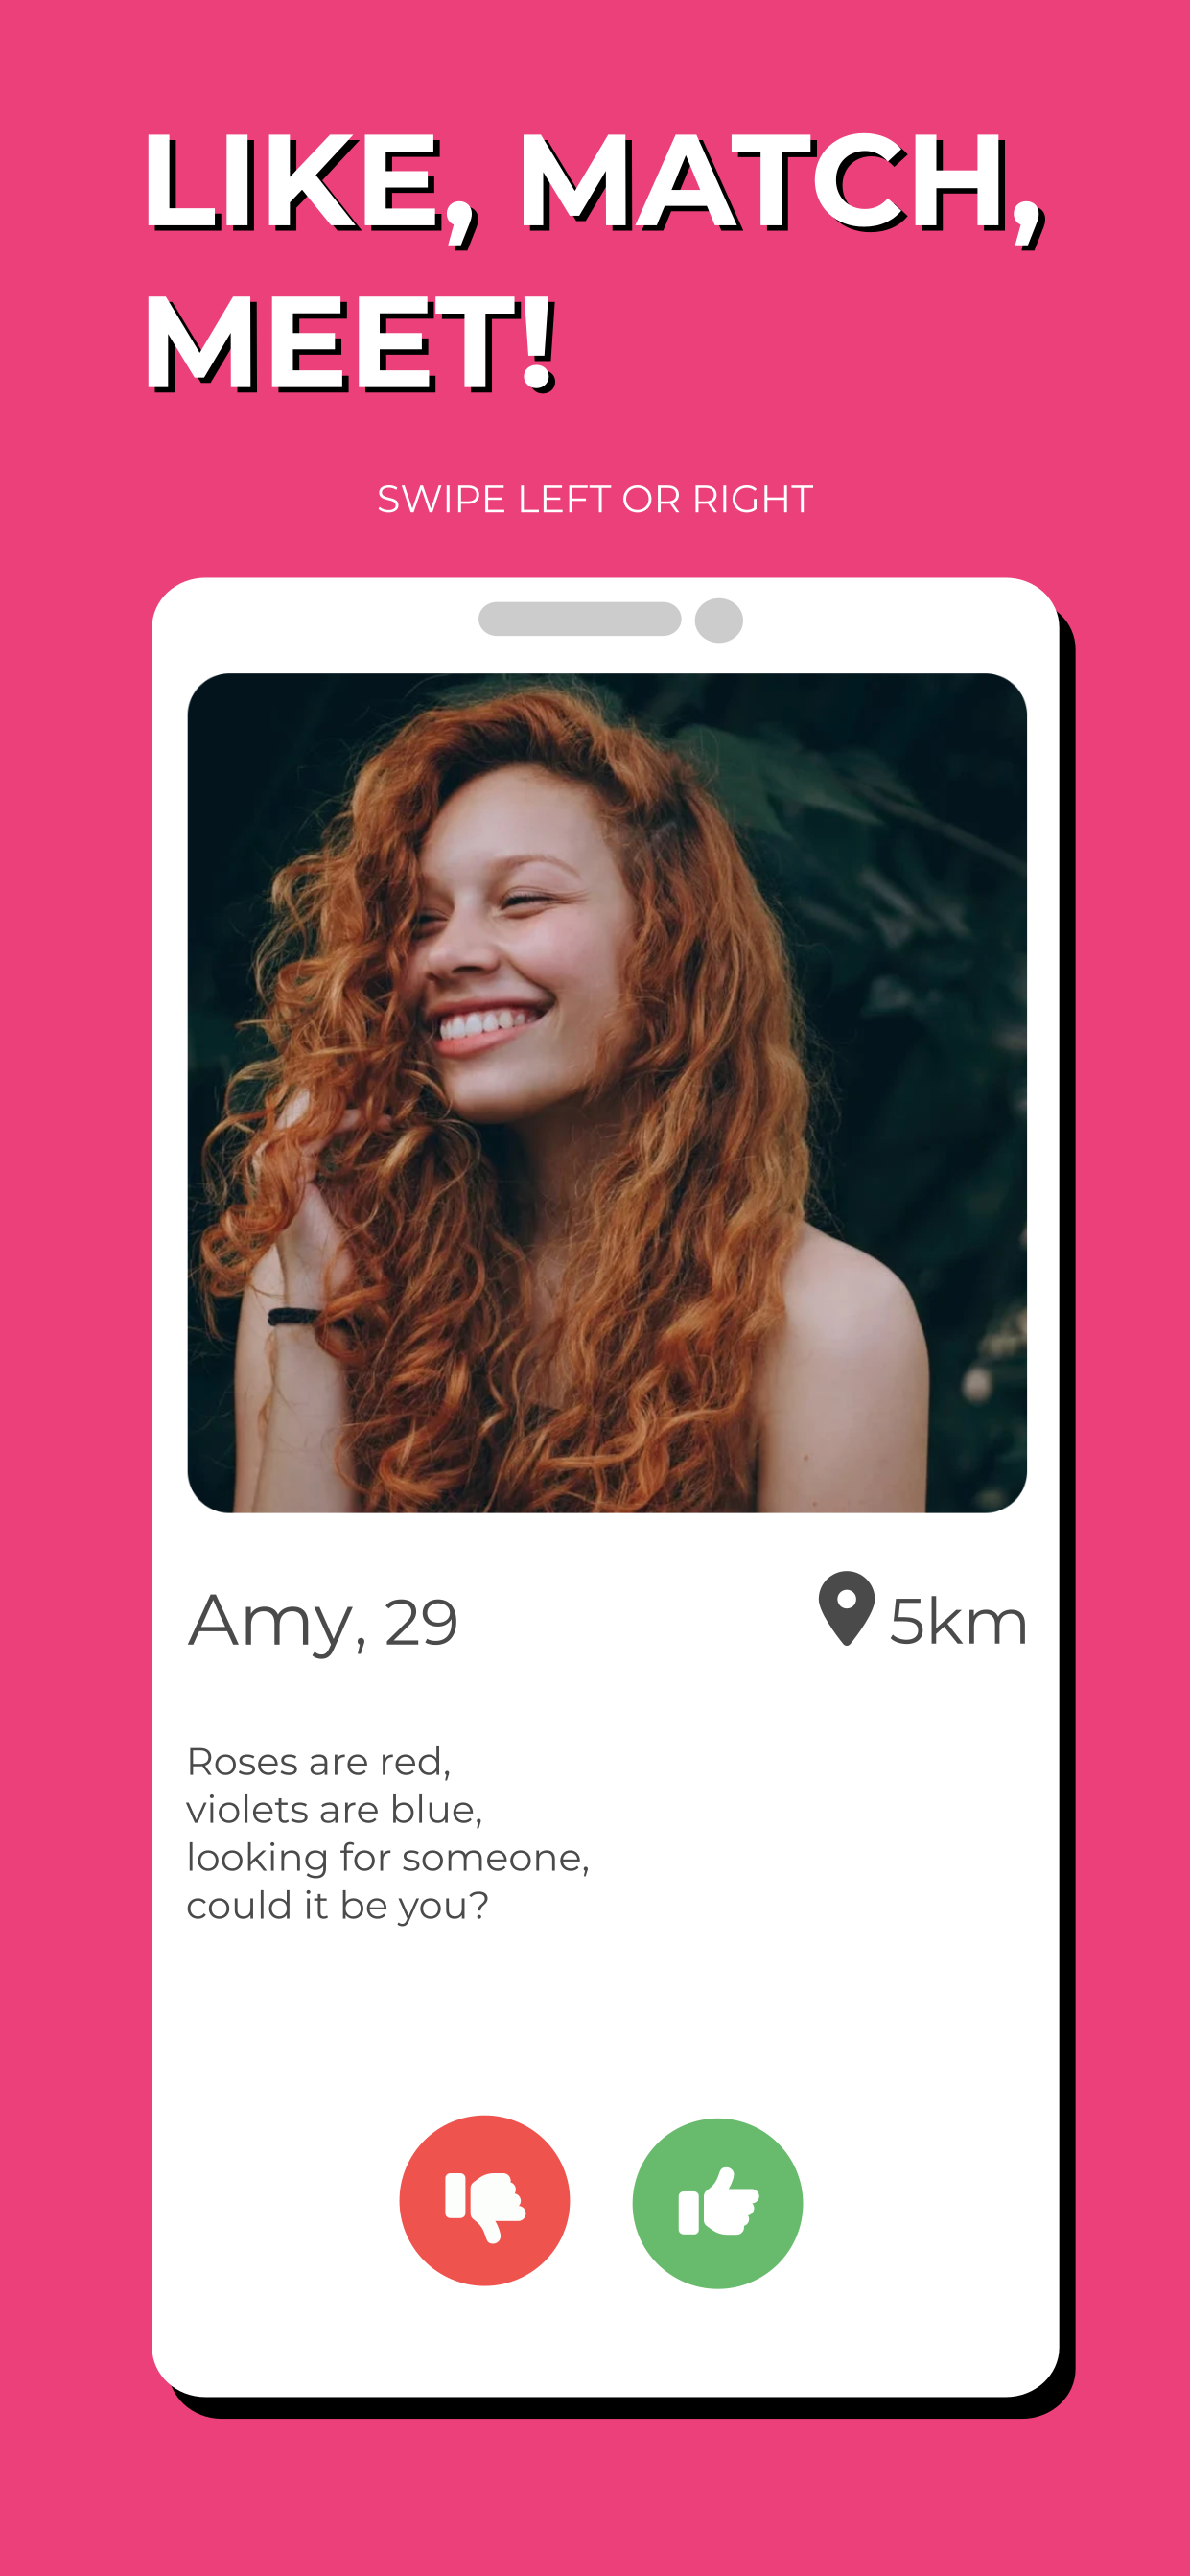 LIKE, MATCH,
MEET!
SWIPE LEFT OR RIGHT
Amy, 29
5km
Roses are red,
violets are blue,
looking for someone,
could it be you?